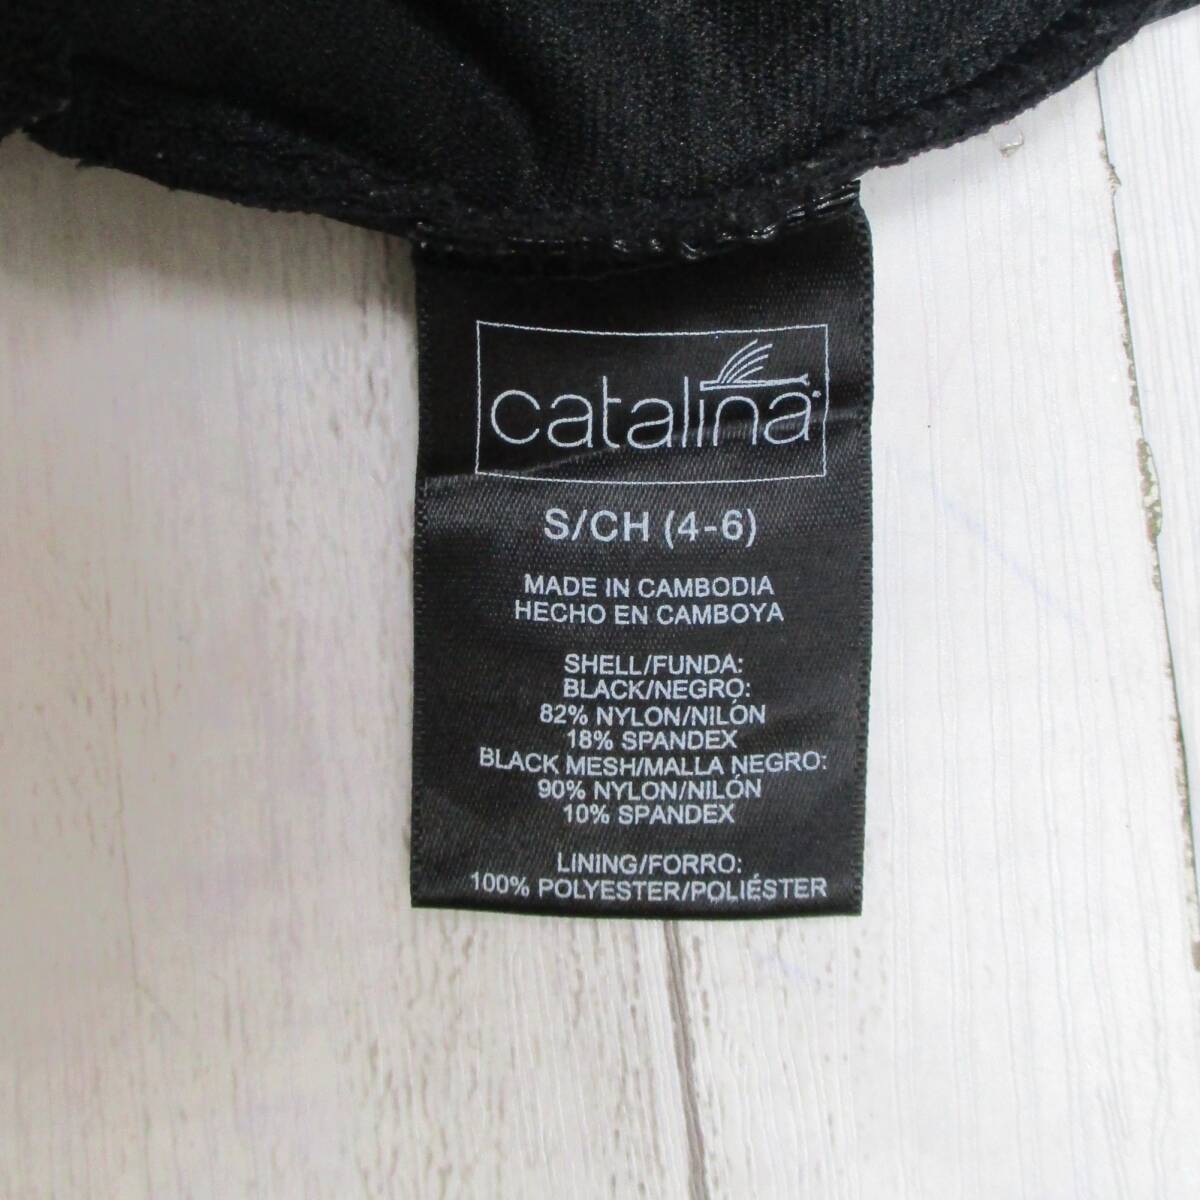 catalina
S/CH (4-6)
MADE IN CAMBODIA
HECHO EN CAMBOYA
SHELL/FUNDA:
BLACK/NEGRO:
82% NYLON/NILÓN
18% SPANDEX
BLACK MESH/MALLA NEGRO:
90% NYLON/NILÓN
10% SPANDEX
LINING/FORRO:
100% POLYESTER/POLIÉSTER